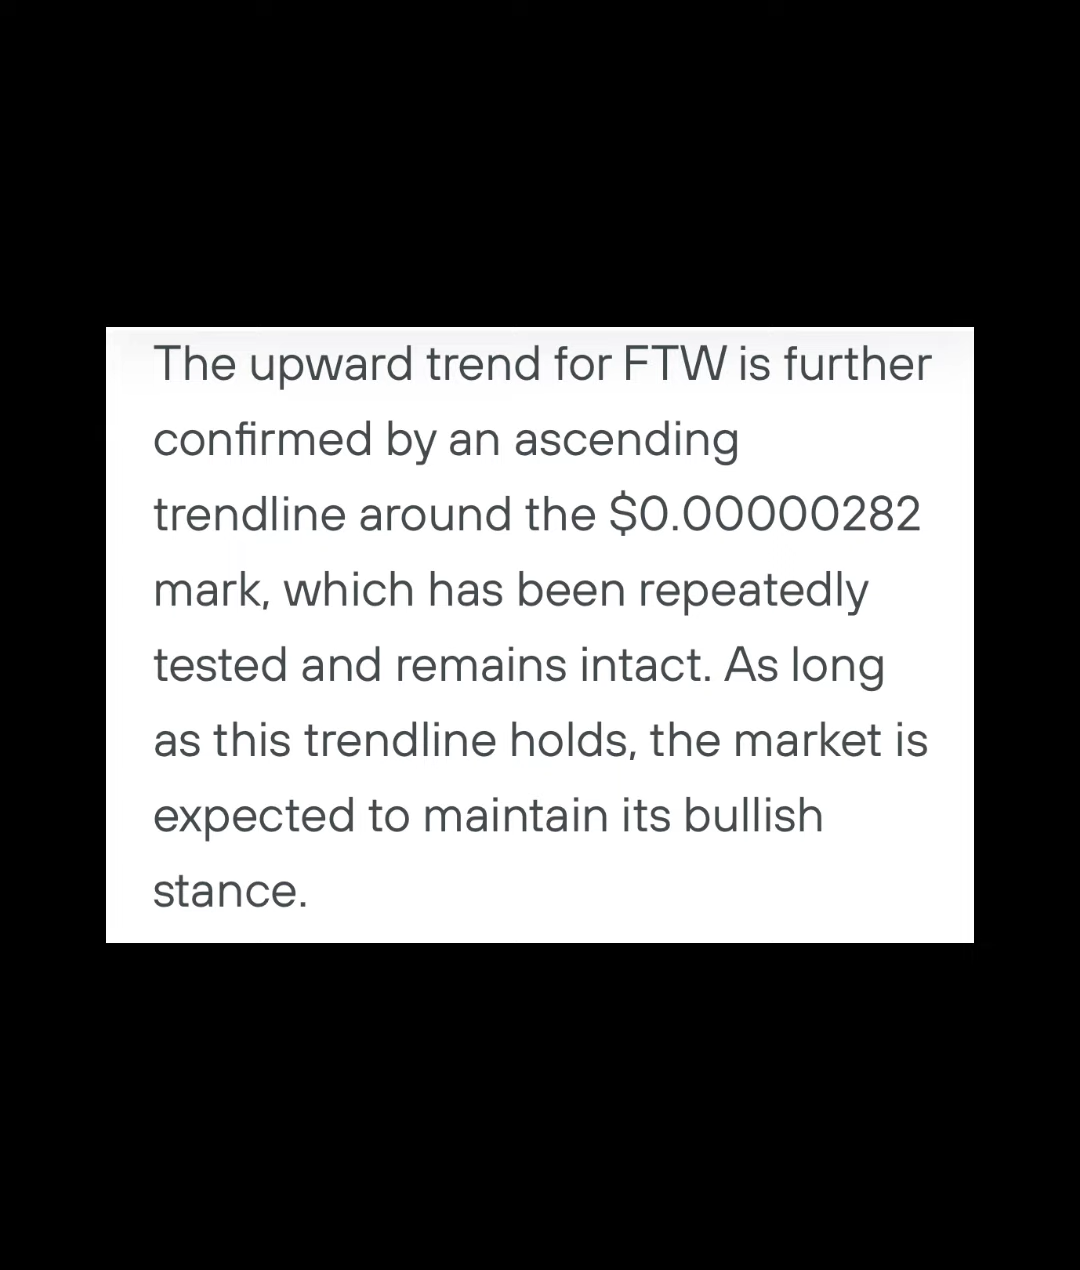 The upward trend for FTW is further
confirmed by an ascending
trendline around the $0.00000282
mark, which has been repeatedly
tested and remains intact. As long
as this trendline holds, the market is
expected to maintain its bullish
stance.